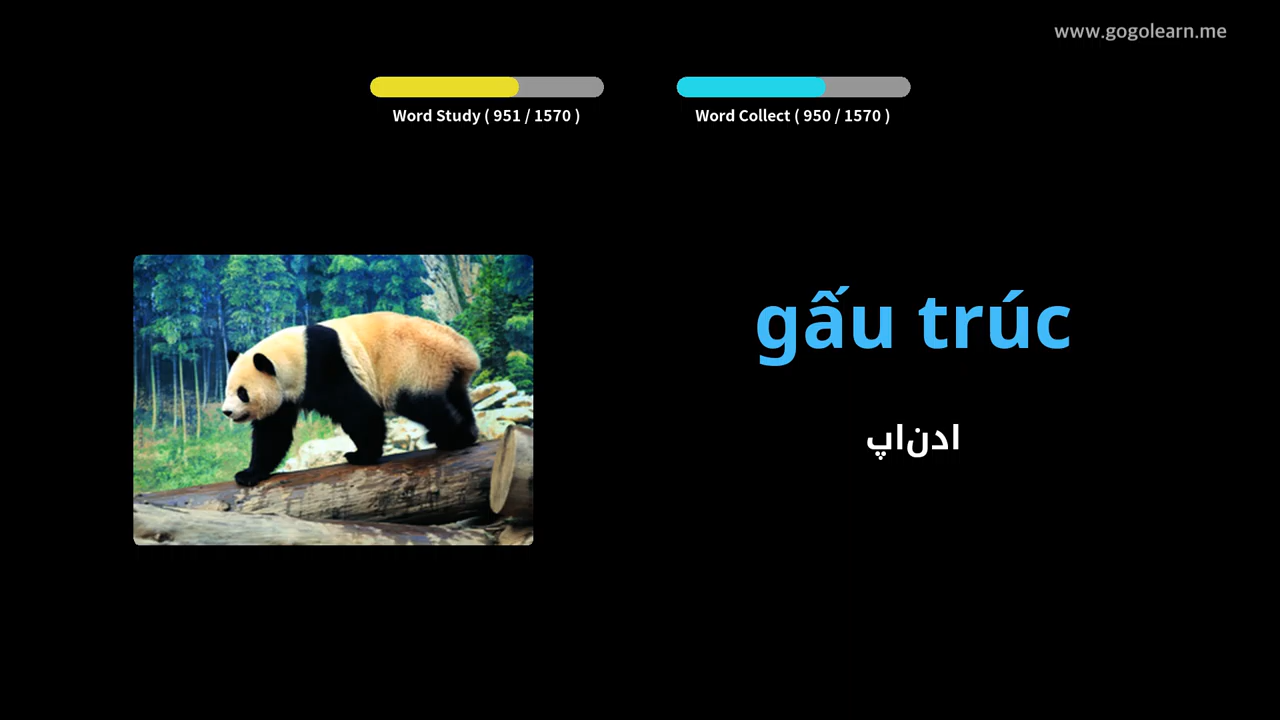 www.gogolearn.me
Word Study ( 951 / 1570 )
Word Collect ( 950 / 1570 )
gấu trúc
ادناپ